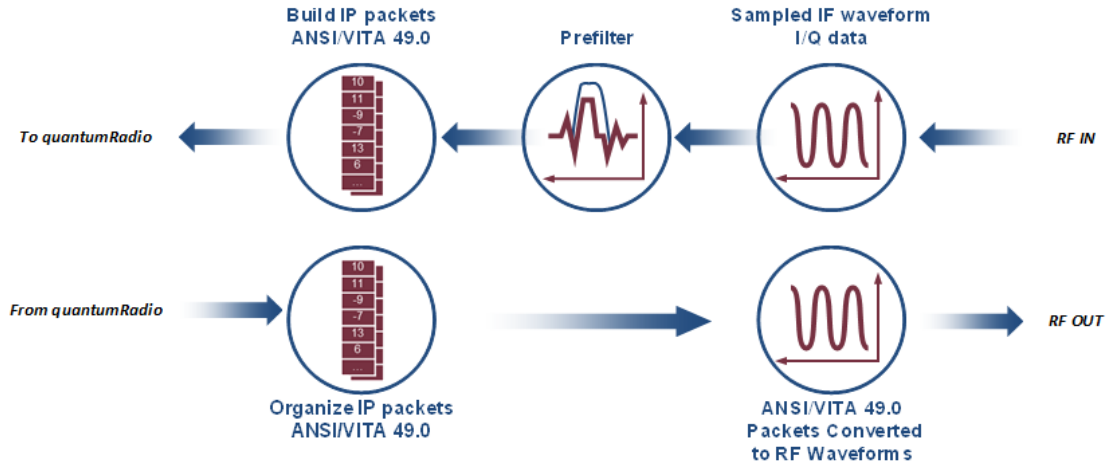 Build IP packets
ANSI/VITA 49.0
Prefilter
Sampled IF waveform
I/Q data
10
11
-9
-7
13
6
...
To quantumRadio
RF IN
10
11
-9
-7
13
6
...
From quantumRadio
RF OUT
Organize IP packets
ANSI/VITA 49.0
ANSI/VITA 49.0
Packets Converted
to RF Waveforms